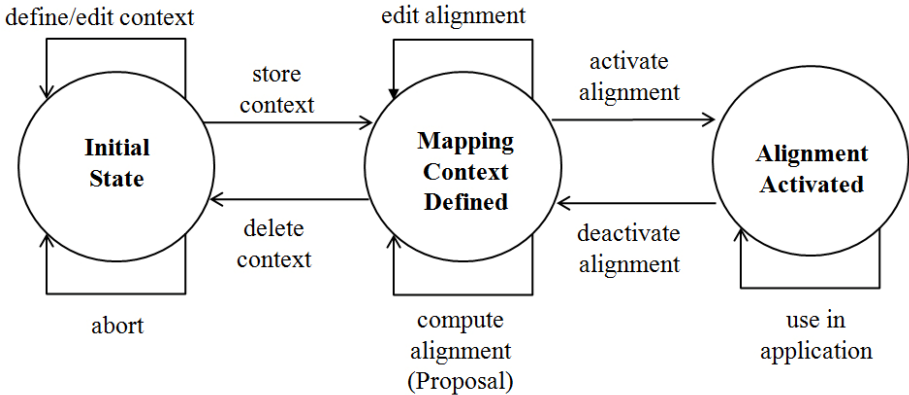 define/edit context
edit alignment
store
context
activate
alignment
Initial
State
Mapping
Context
Defined
Alignment
Activated
delete
context
deactivate
alignment
abort
compute
alignment
(Proposal)
use in
application